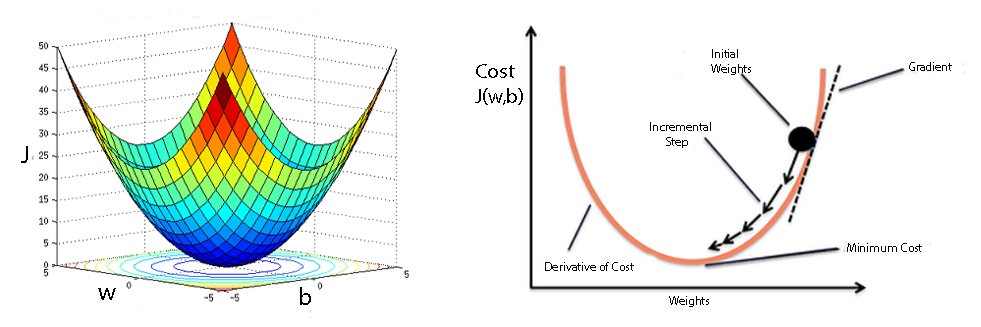 50
45
40
35
30
25
20
15
10
5
0
J
5
0
-5
-5
0
5
w
b
Cost
J(w,b)
Initial
Weights
Gradient
Incremental
Step
Derivative of Cost
Minimum Cost
Weights